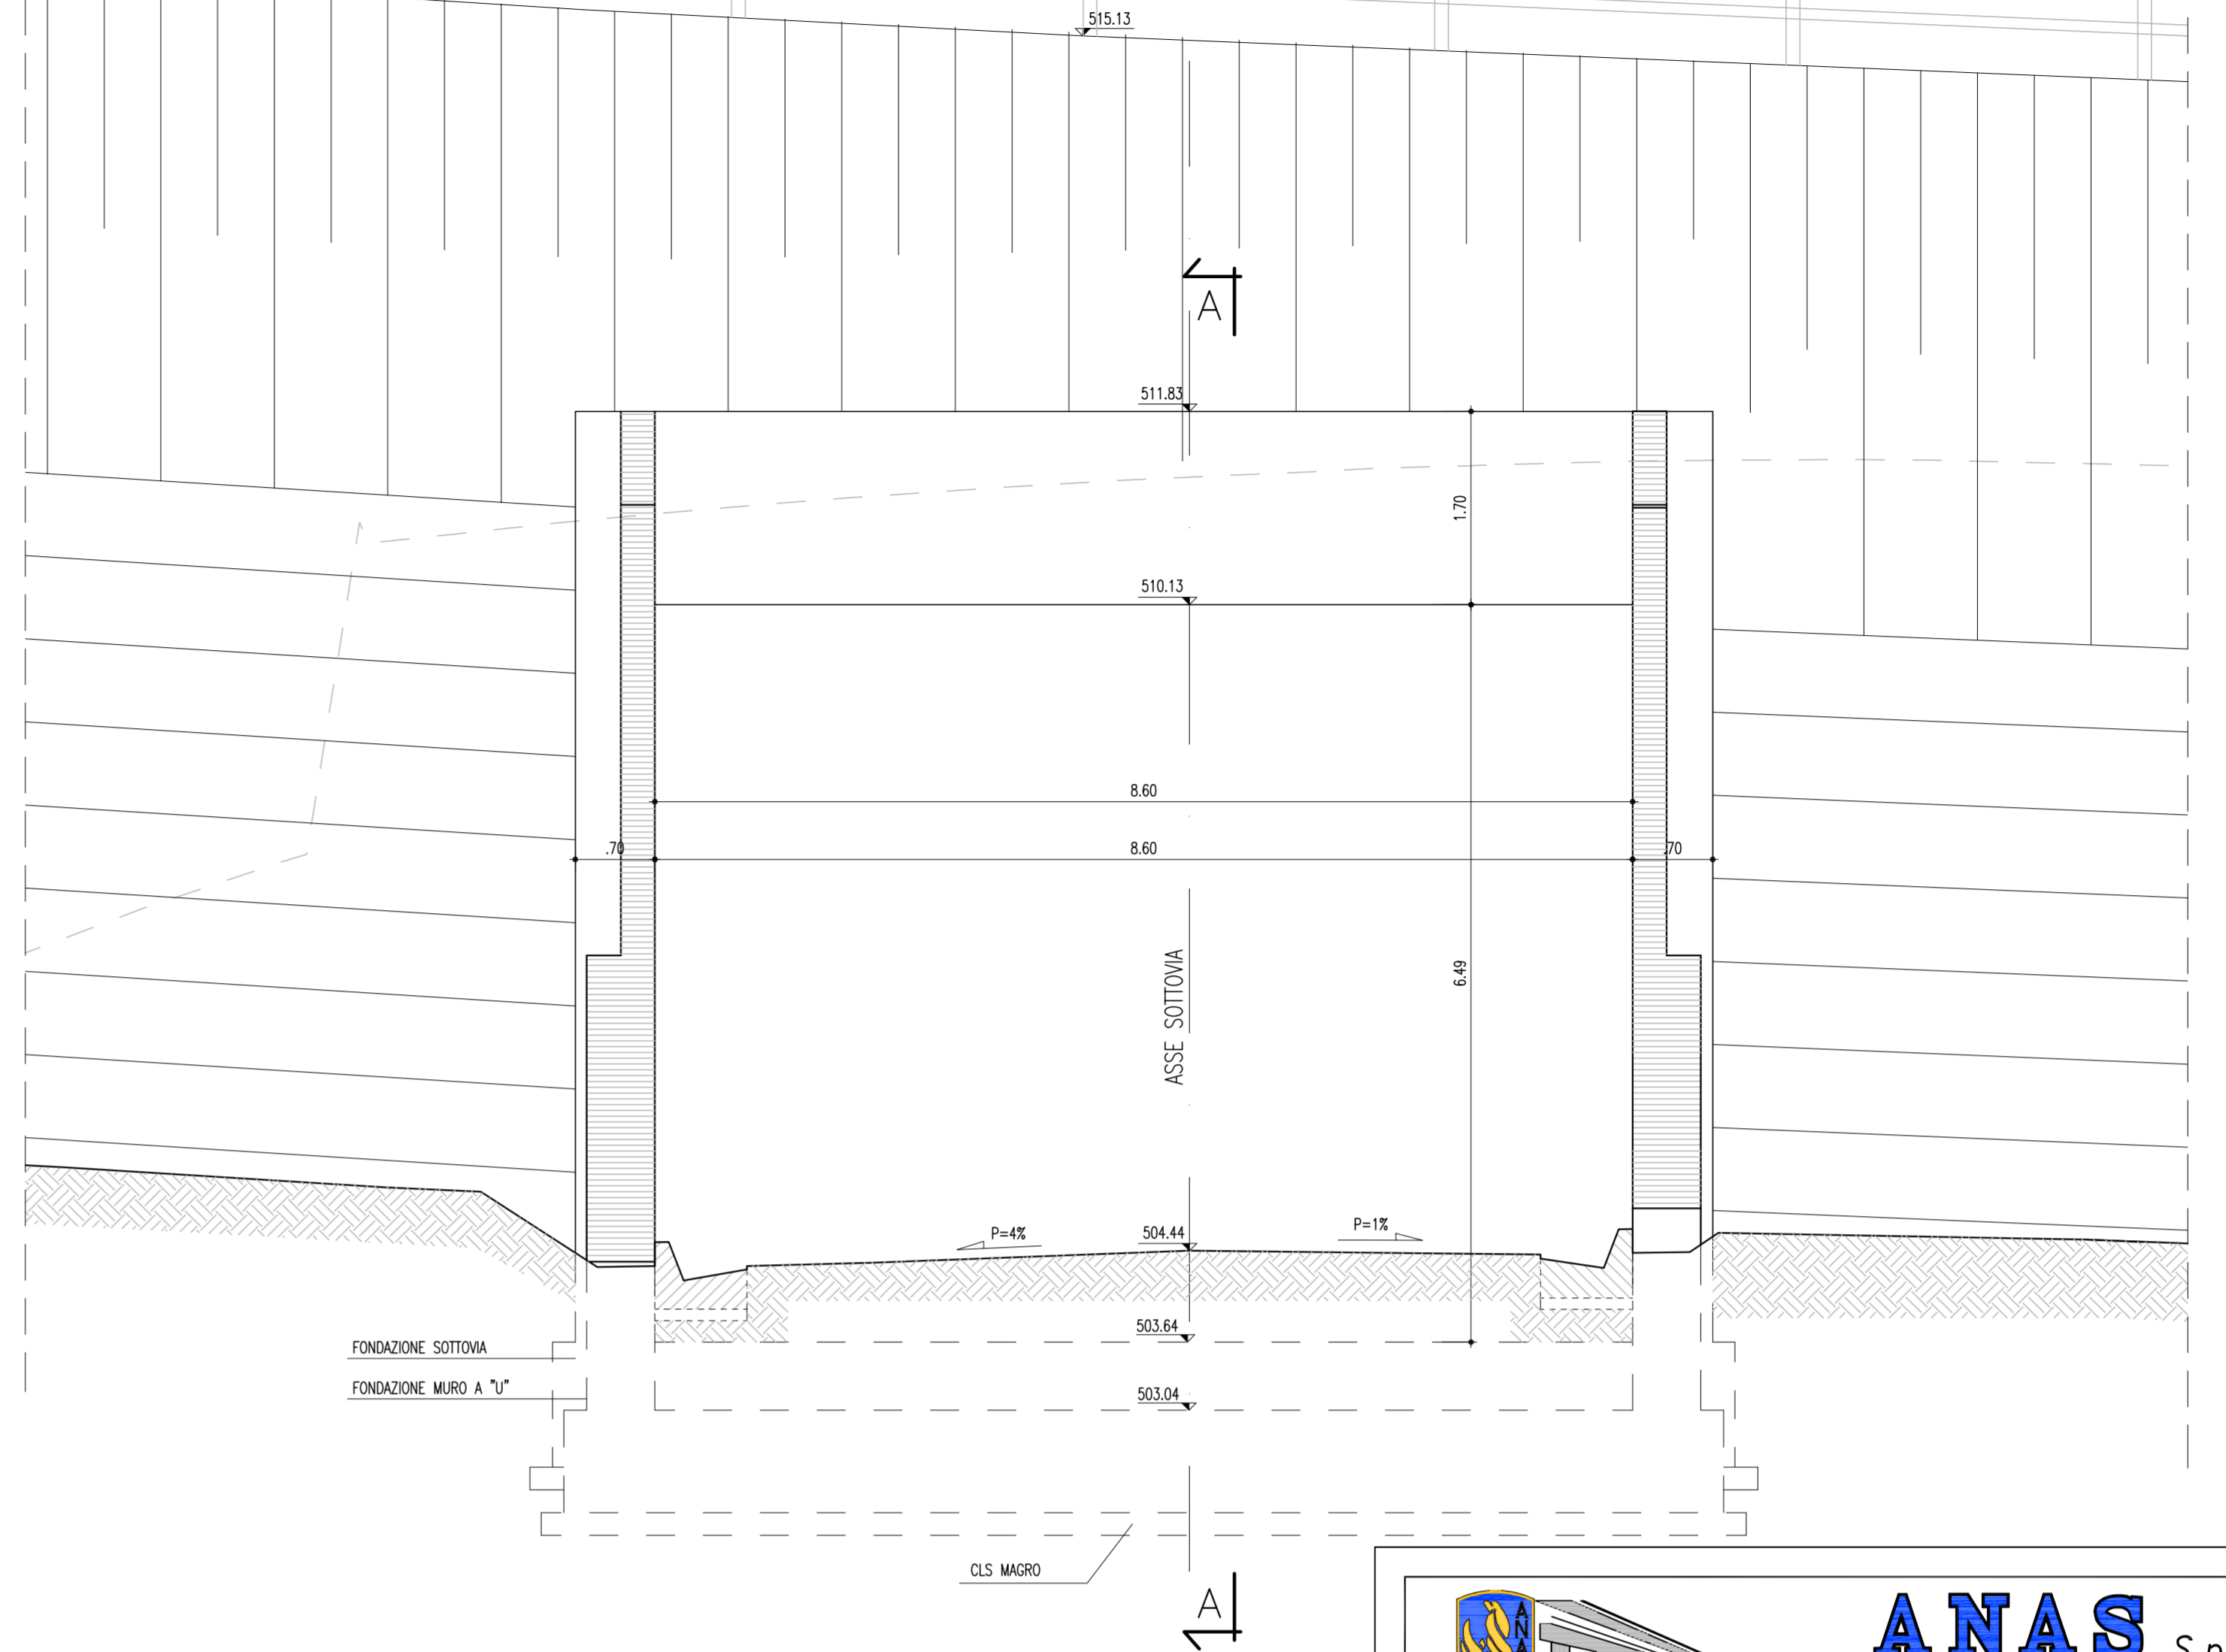 515.13
A
511.83
1.70
510.13
8.60
.70
8.60
.70
ASSE SOTTOVIA
6.49
P=4%
504.44
P=1%
503.64
FONDAZIONE SOTTOVIA
503.04
FONDAZIONE MURO A "U"
CLS MAGRO
A
ANAS
ANAS